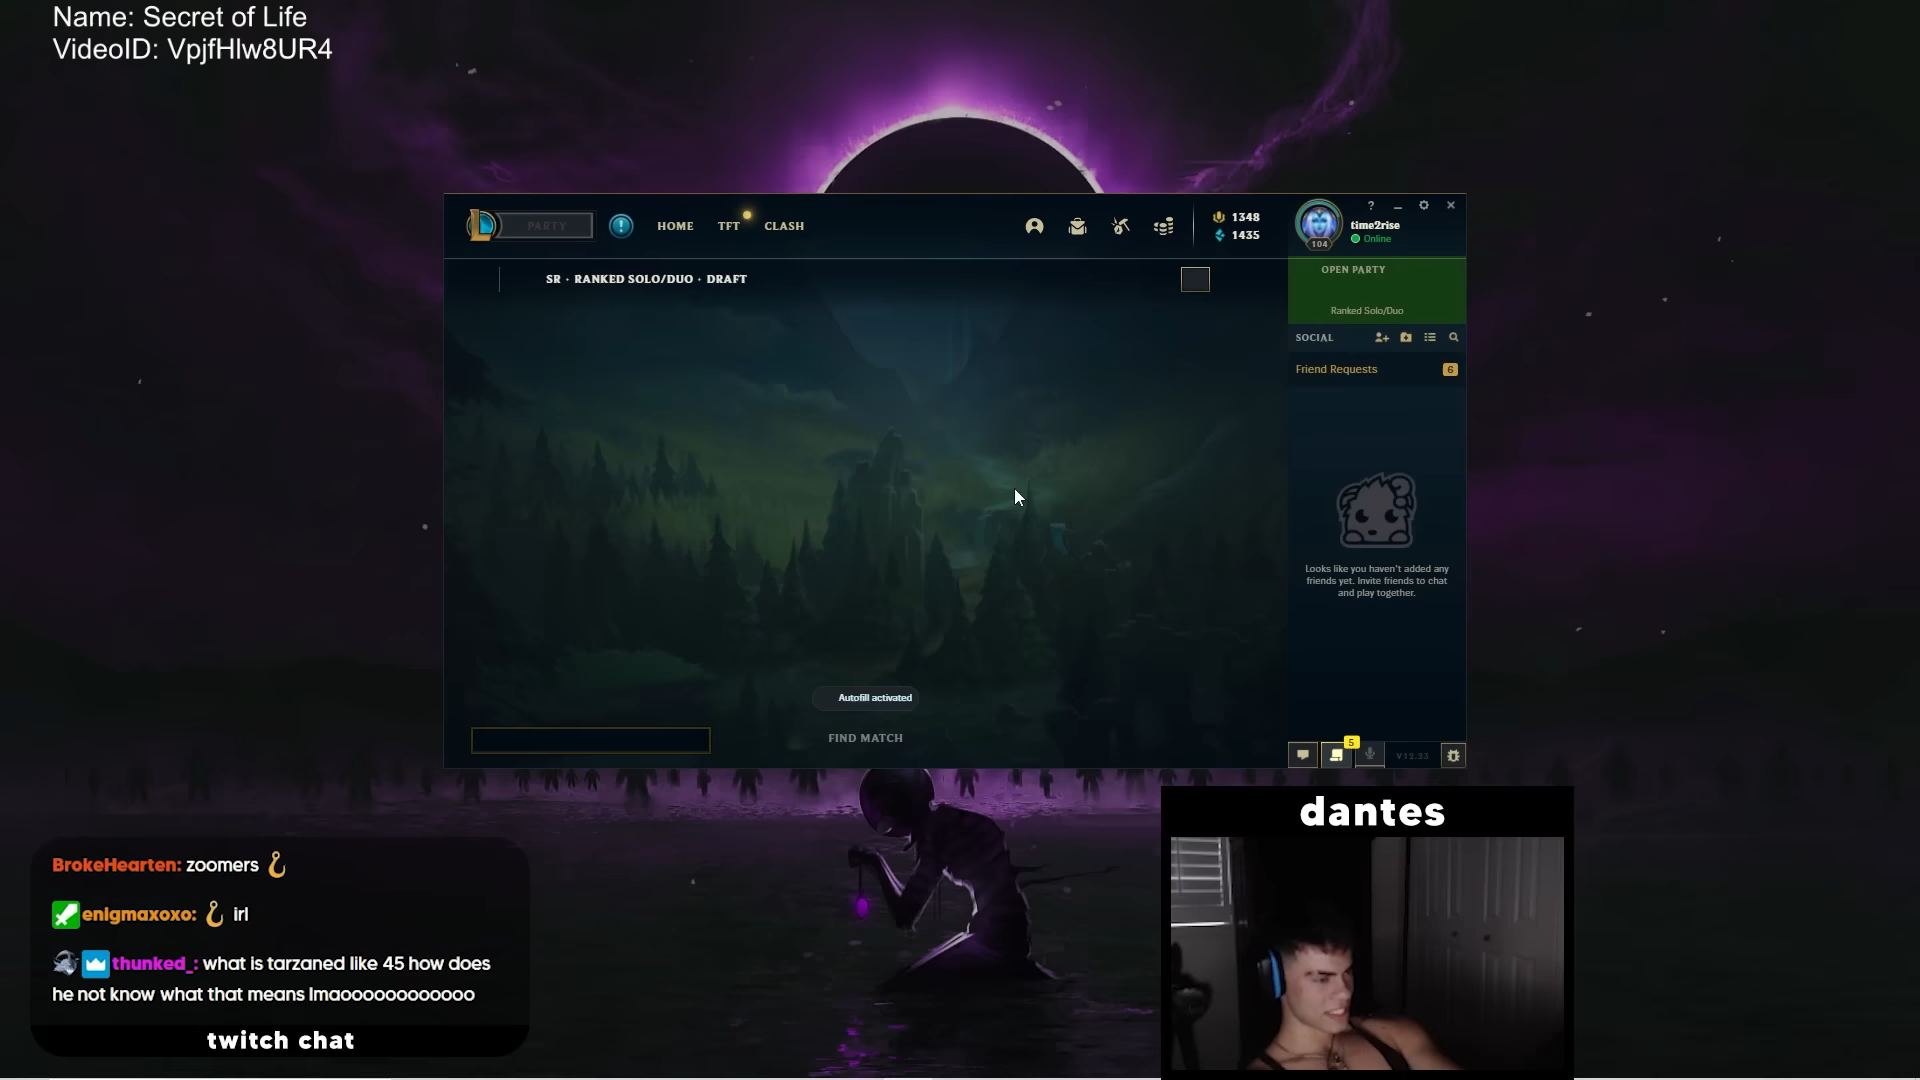 Name: Secret of Life
VideoID: VpjfHlw8UR4
PARTY
HOME
TFT
CLASH
1348
1435
104
time2rise
Online
SR · RANKED SOLO/DUO · DRAFT
OPEN PARTY
Ranked Solo/Duo
SOCIAL
Friend Requests
6
Looks like you haven't added any
friends yet. Invite friends to chat
and play together.
Autofill activated
FIND MATCH
5
V12.23
dantes
BrokeHearten: zoomers
enigmaxoxo: irl
thunked_: what is tarzaned like 45 how does
he not know what that means lmaoooooooooooo
twitch chat